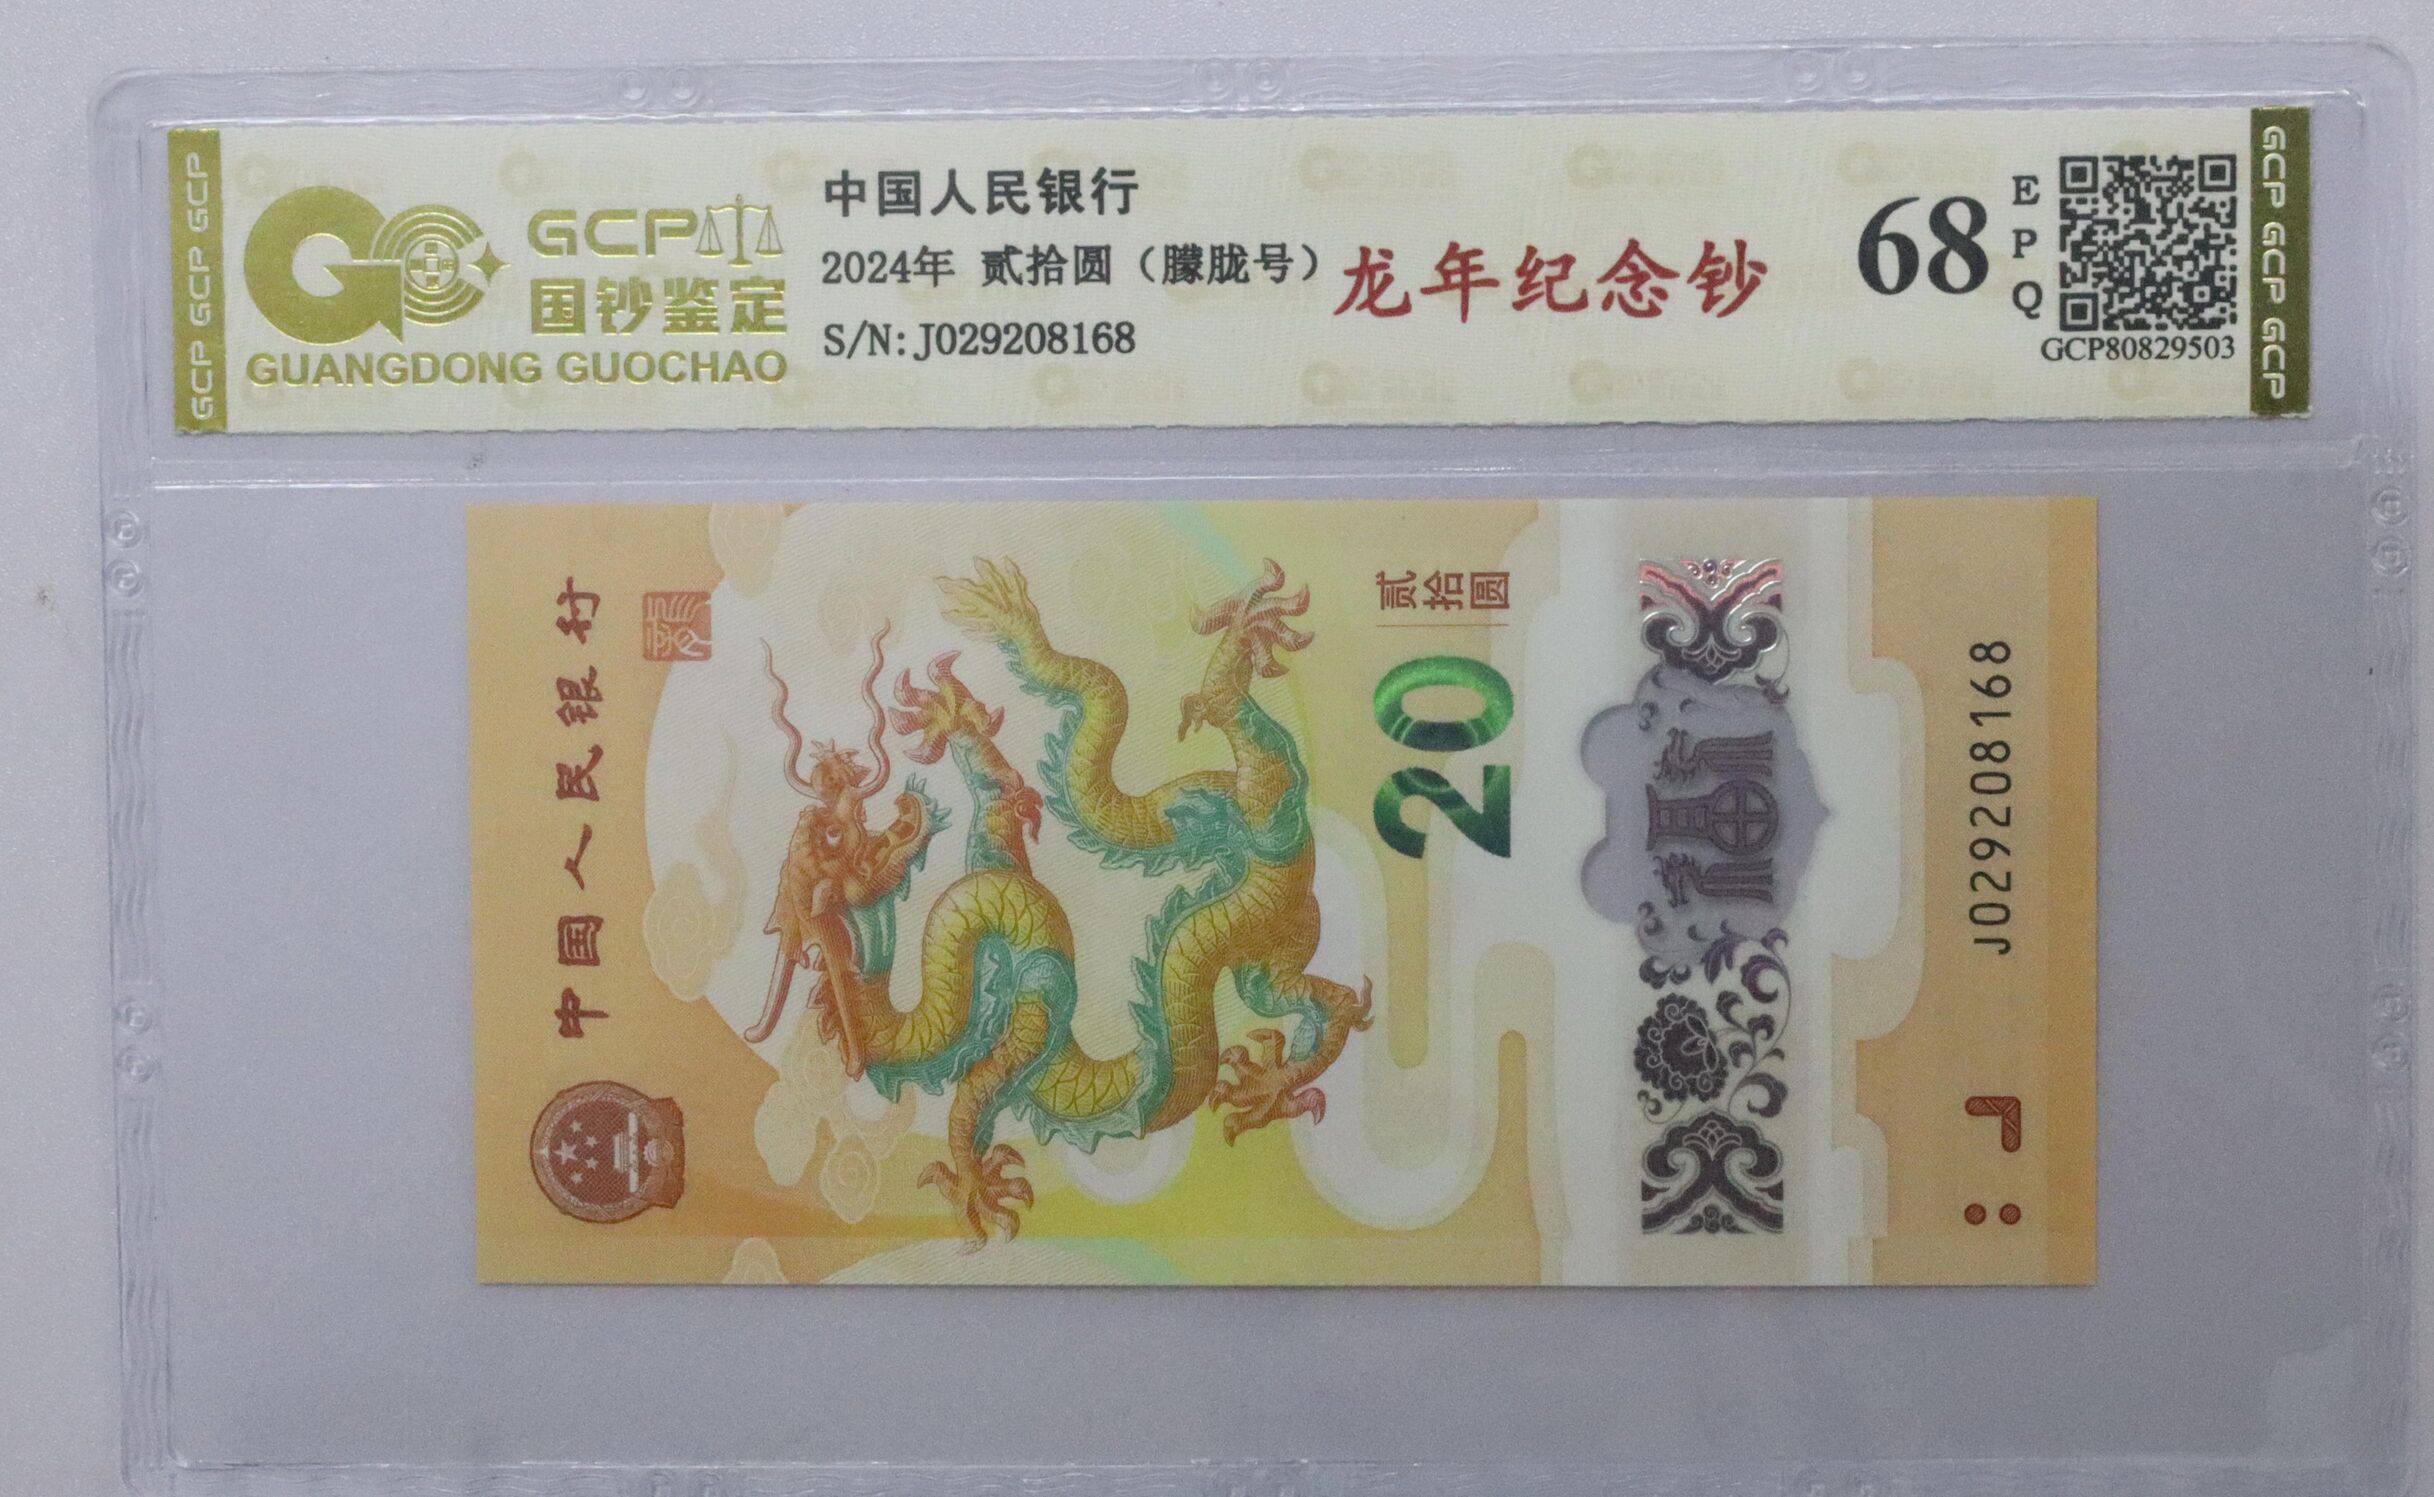 GCP GCP GCP
GCP
国钞鉴定
GUANGDONG GUOCHAO
中国人民银行
2024年 贰拾圆（朦胧号）
S/N:J029208168
龙年纪念钞
68
EPQ
GCP80829503
GCP GCP GCP
中国人民银行
贰拾圆
20
J029208168